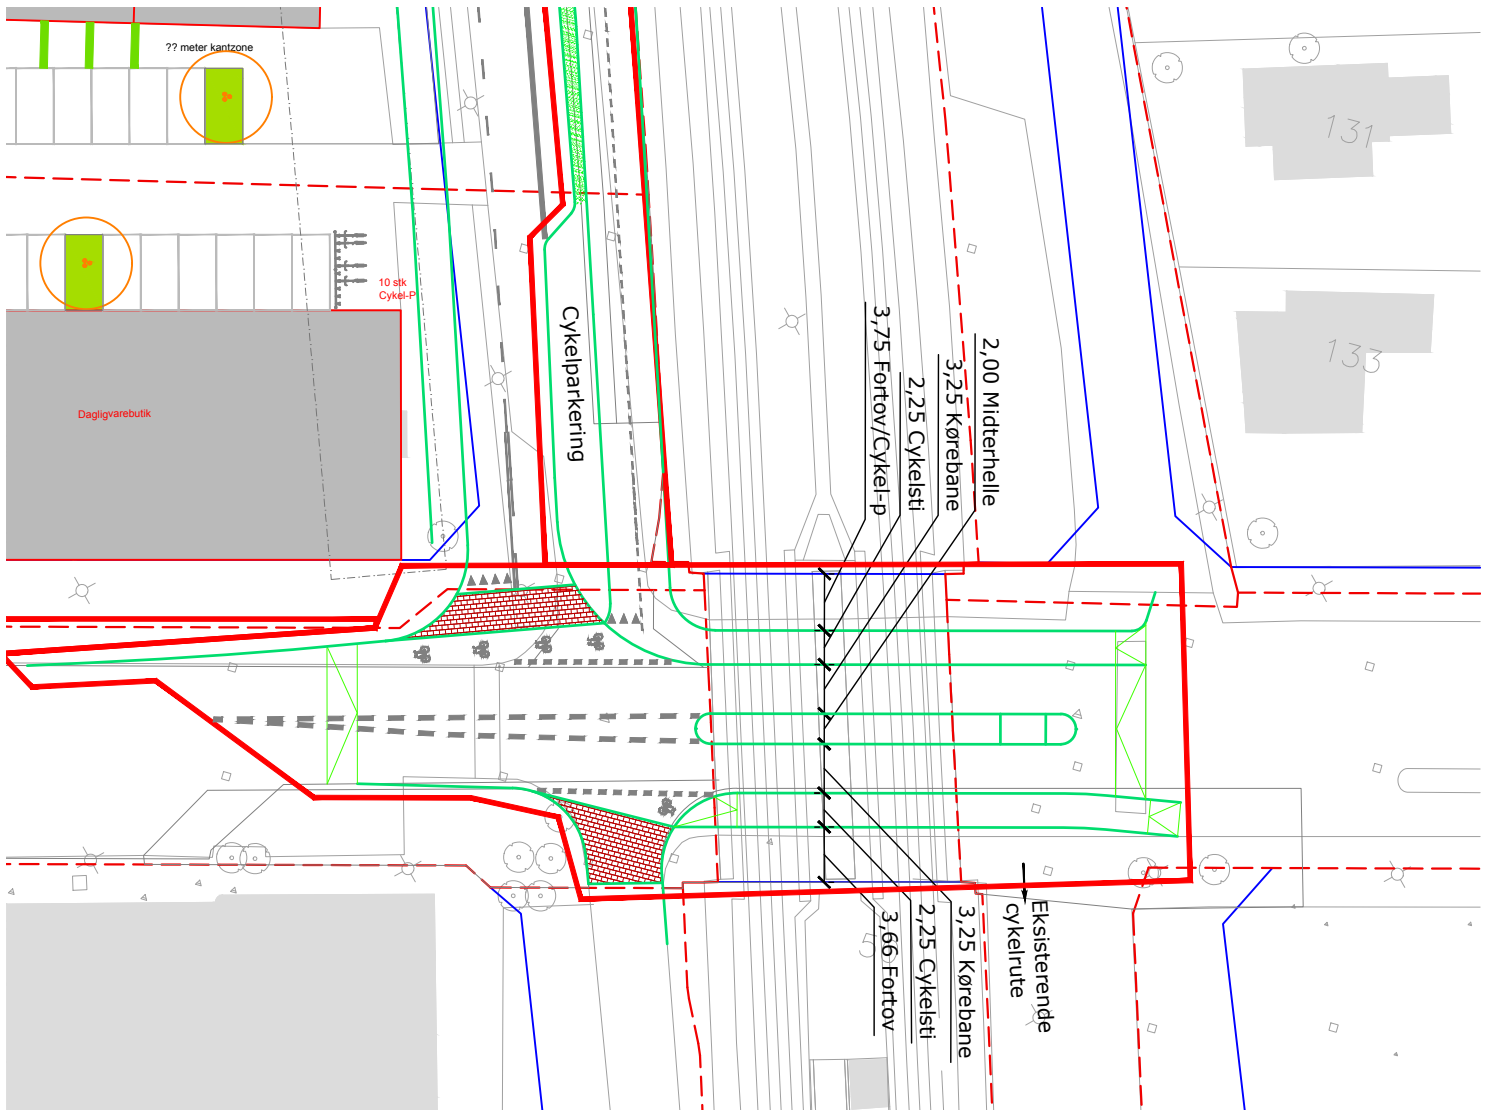 ?? meter kantzone
131
10 stk
Cykel-P
133
Dagligvarebutik
Cykelparkering
3,75 Fortov/Cykel-p
2,25 Cykelsti
3,25 Kørebane
2,00 Midterhelle
3,66 Fortov
2,25 Cykelsti
3,25 Kørebane
Eksisterende
cykelrute